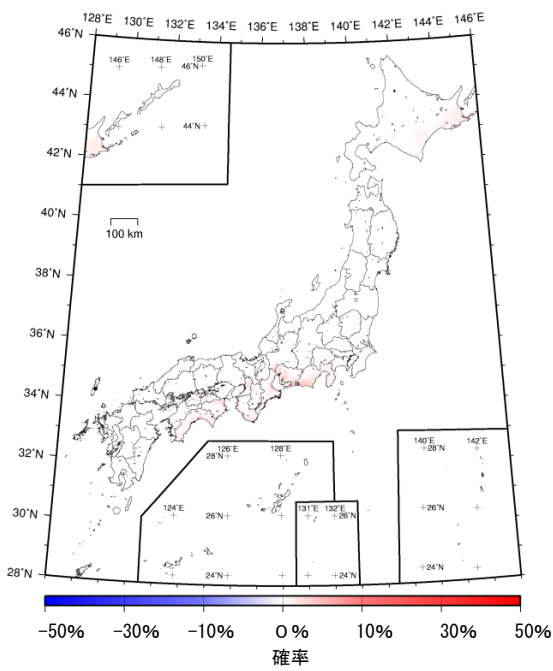 128˚E 130˚E 132˚E 134˚E 136˚E 138˚E 140˚E 142˚E 144˚E 146˚E
46˚N
146˚E 148˚E 150˚E
46˚N
44˚N
44˚N
42˚N
40˚N
100 km
38˚N
36˚N
34˚N
32˚N
126˚E 128˚E
28˚N
140˚E 142˚E
28˚N
124˚E
131˚E 132˚E
30˚N
26˚N
26˚N
26˚N
24˚N
24˚N
24˚N
28˚N
-50% -30% -10% 0% 10% 30% 50%
確率